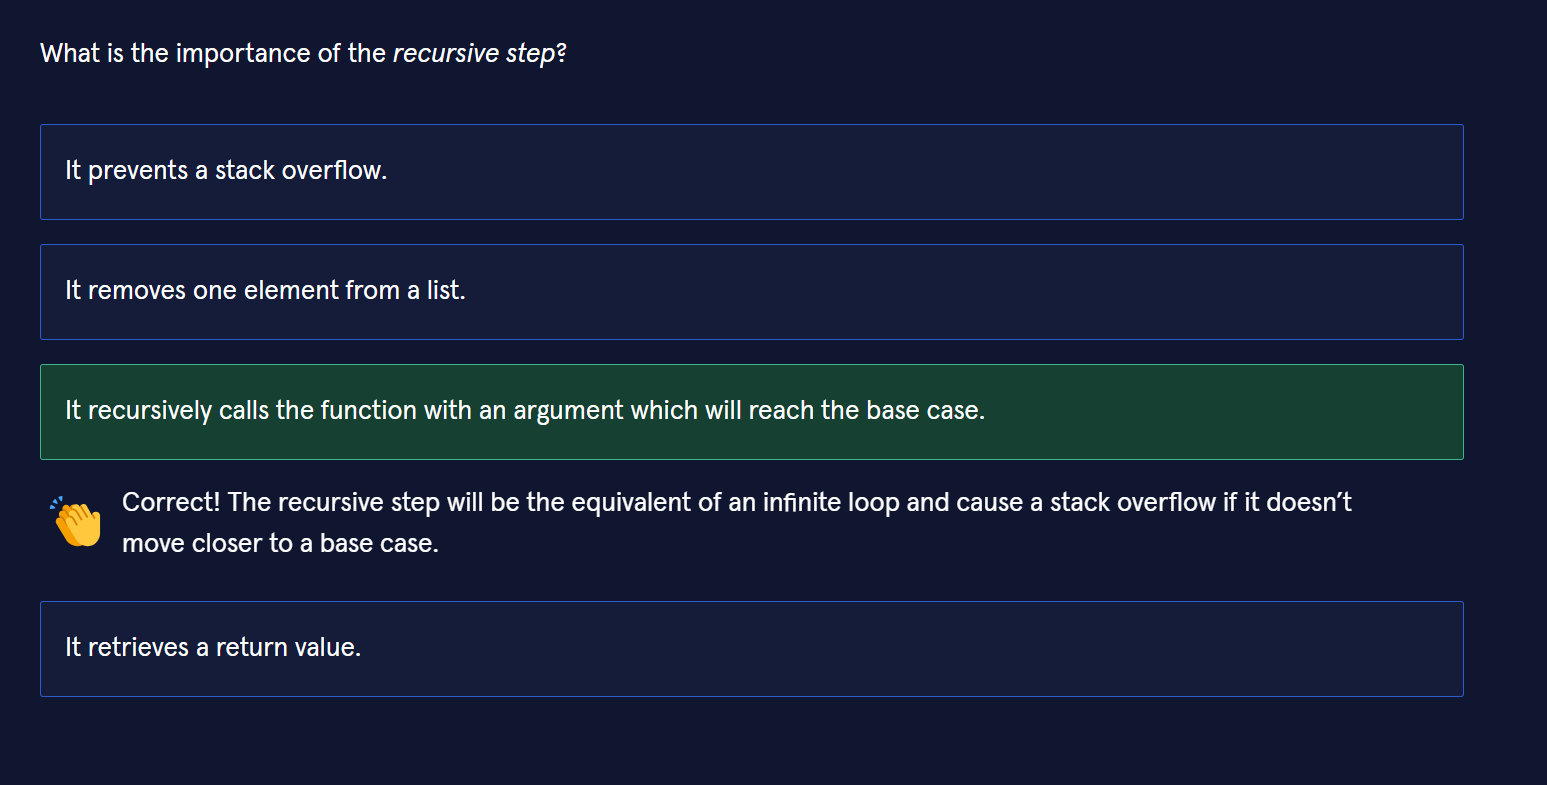 What is the importance of the recursive step?
It prevents a stack overflow.
It removes one element from a list.
It recursively calls the function with an argument which will reach the base case.
Correct! The recursive step will be the equivalent of an infinite loop and cause a stack overflow if it doesn’t
move closer to a base case.
It retrieves a return value.